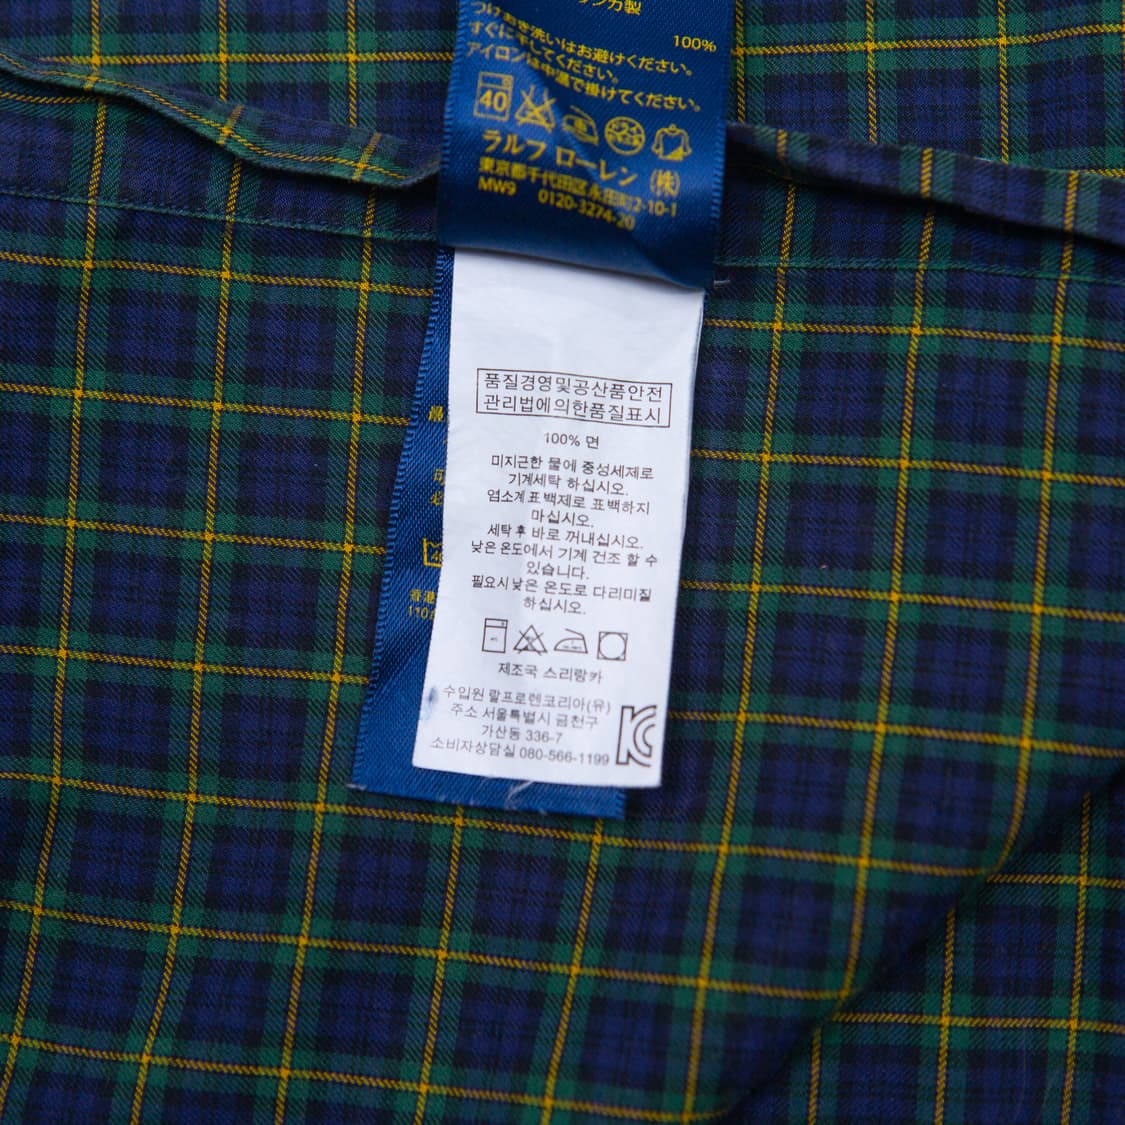 ランカ製
100%
つけおき洗いはお避けください。
すぐに干してください。
アイロンは中温で掛けてください。
40
ラルフ ローレン (株)
東京都千代田区永田町2-10-1
MW9 0120-3274-20
품질경영및공산품안전
관리법에의한품질표시
100% 면
미지근한 물에 중성세제로
기계세탁 하십시오.
염소계표백제로 표백하지
마십시오.
세탁 후 바로 꺼내십시오.
낮은 온도에서 기계 건조 할 수
있습니다.
필요시낮은 온도로 다리미질
하십시오.
제조국 스리랑카
수입원 랄프로렌코리아(유)
주소 서울특별시 금천구
가산동 336-7
소비자상담실 080-566-1199
香港